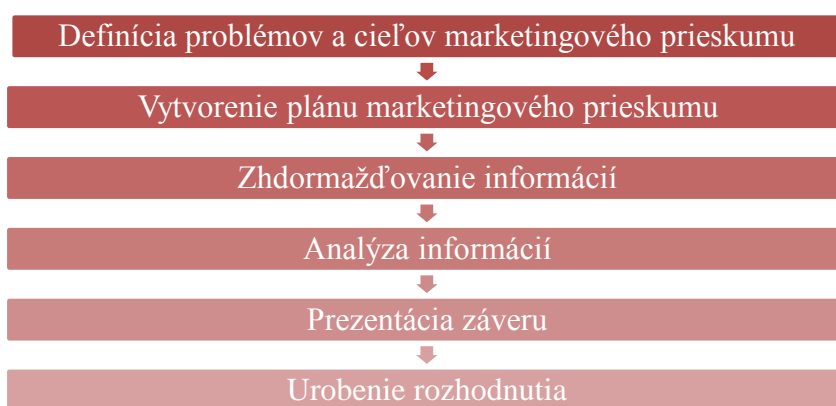 Definícia problémov a cieľov marketingového prieskumu
Vytvorenie plánu marketingového prieskumu
Zhdormažďovanie informácií
Analýza informácií
Prezentácia záveru
Urobenie rozhodnutia